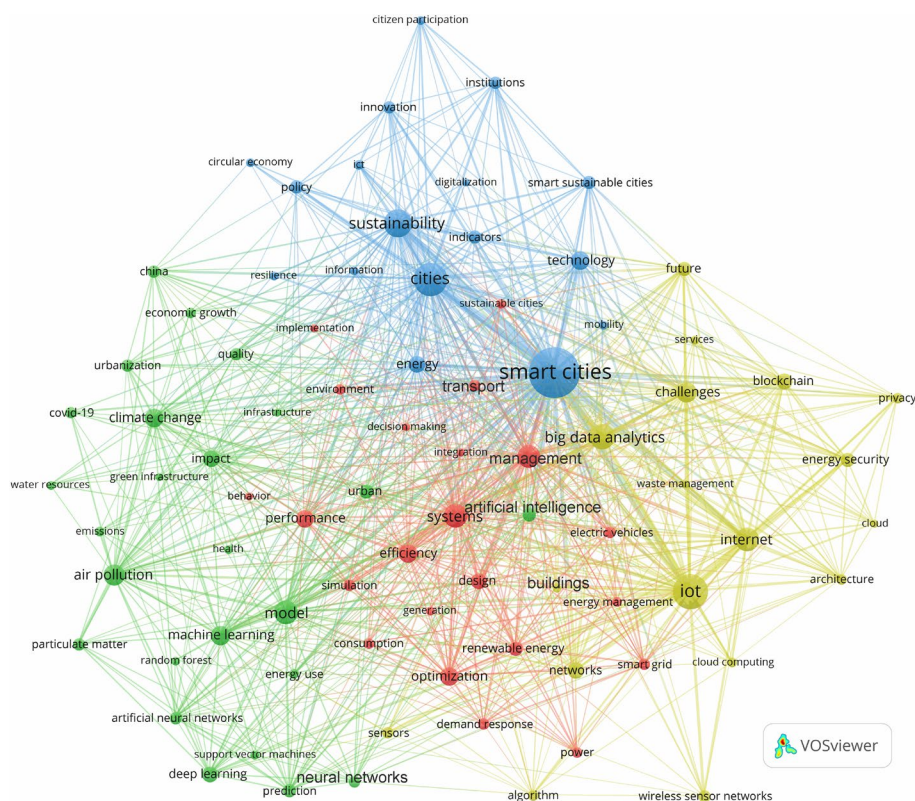 citizen participation
institutions
innovation
circular economy
ict
policy
digitalization
smart sustainable cities
sustainability
indicators
technology
china
resilience
information
cities
future
economic growth
sustainable cities
implementation
mobility
services
urbanization
quality
energy
smart cities
environment
transport
challenges
blockchain
privacy
covid-19
climate change
infrastructure
decision making
big data analytics
integration
management
impact
energy security
water resources
green infrastructure
waste management
behavior
urban
performance
systems
artificial intelligence
electric vehicles
internet
cloud
emissions
health
efficiency
air pollution
simulation
design
buildings
iot
architecture
energy management
model
generation
particulate matter
machine learning
consumption
renewable energy
random forest
energy use
optimization
networks
smart grid
cloud computing
artificial neural networks
sensors
demand response
support vector machines
power
deep learning
neural networks
prediction
algorithm
wireless sensor networks
VOSviewer